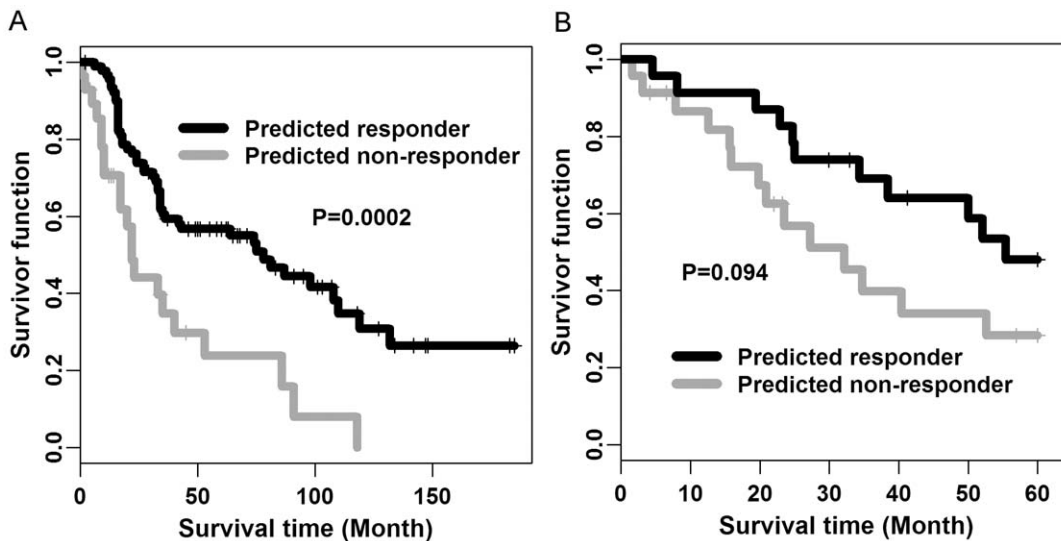 A
Survivor function
0.0 0.2 0.4 0.6 0.8 1.0
Predicted responder
Predicted non-responder
P=0.0002
0 50 100 150
Survival time (Month)
B
Survivor function
0.0 0.2 0.4 0.6 0.8 1.0
P=0.094
Predicted responder
Predicted non-responder
0 10 20 30 40 50 60
Survival time (Month)